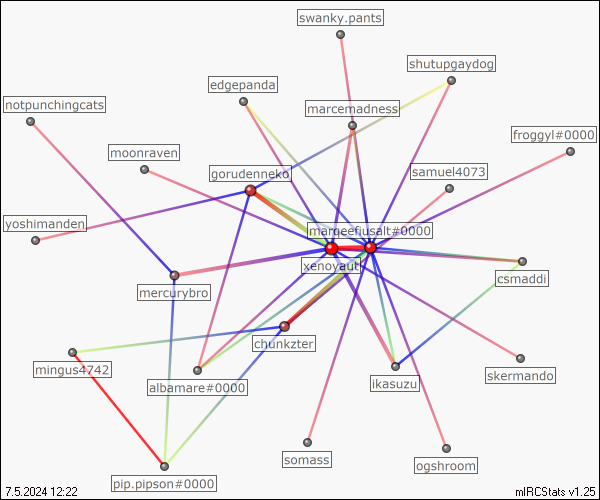 swanky.pants
shutupgaydog
edgepanda
notpunchingcats
marcemadness
froggyl#0000
moonraven
gorudenneko
samuel4073
yoshimanden
marqeefiusalt#0000
xenoyaut
csmaddi
mercurybro
chunkzter
mingus4742
albamare#0000
ikasuzu
skermando
somass
ogshroom
pip.pipson#0000
7.5.2024 12:22
mIRCStats v1.25